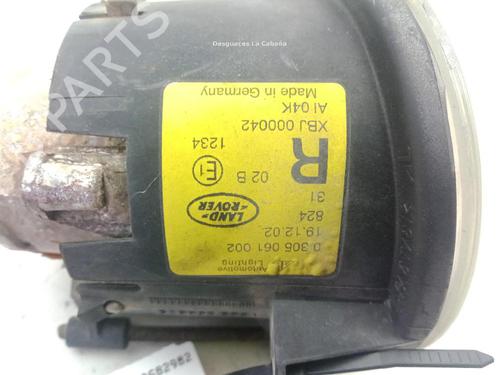 PARTS
Desguaces La Cabaña
Made in Germany
AI 04K
XBJ 000042
R
1234
E1
02 B
31
824
LAND-
ROVER
19.12.02
0 305 061 002
Automotive
Lighting